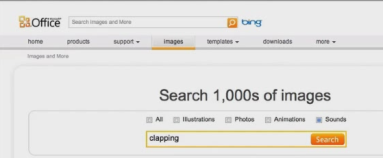 Office Search Images and More bing
home products support images templates downloads more
Images and More
Search 1,000s of images
All Illustrations Photos Animations Sounds
clapping Search